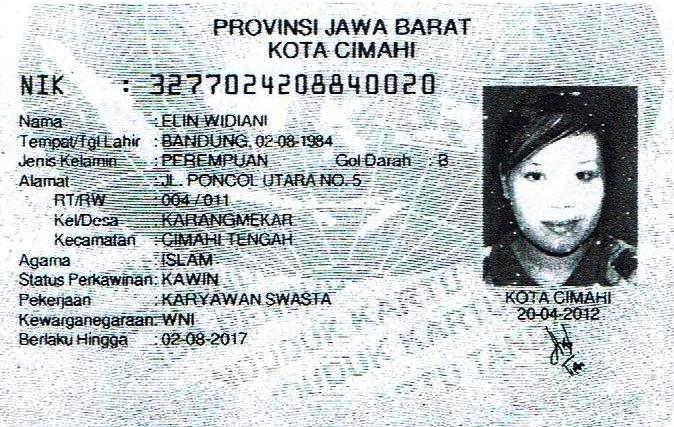 PROVINSI JAWA BARAT
KOTA CIMAHI
NIK : 3277024208840020
Nama : ELIN WIDIANI
Tempat/Tgl Lahir : BANDUNG, 02-08-1984
Jenis Kelamin : PEREMPUAN Gol Darah : B
Alamat : JL. PONCOL UTARA NO. 5
RT/RW : 004 / 011
Kel/Desa : KARANGMEKAR
Kecamatan : CIMAHI TENGAH
Agama : ISLAM
Status Perkawinan: KAWIN
Pekerjaan : KARYAWAN SWASTA
Kewarganegaraan: WNI
Berlaku Hingga : 02-08-2017
KOTA CIMAHI
20-04-2012